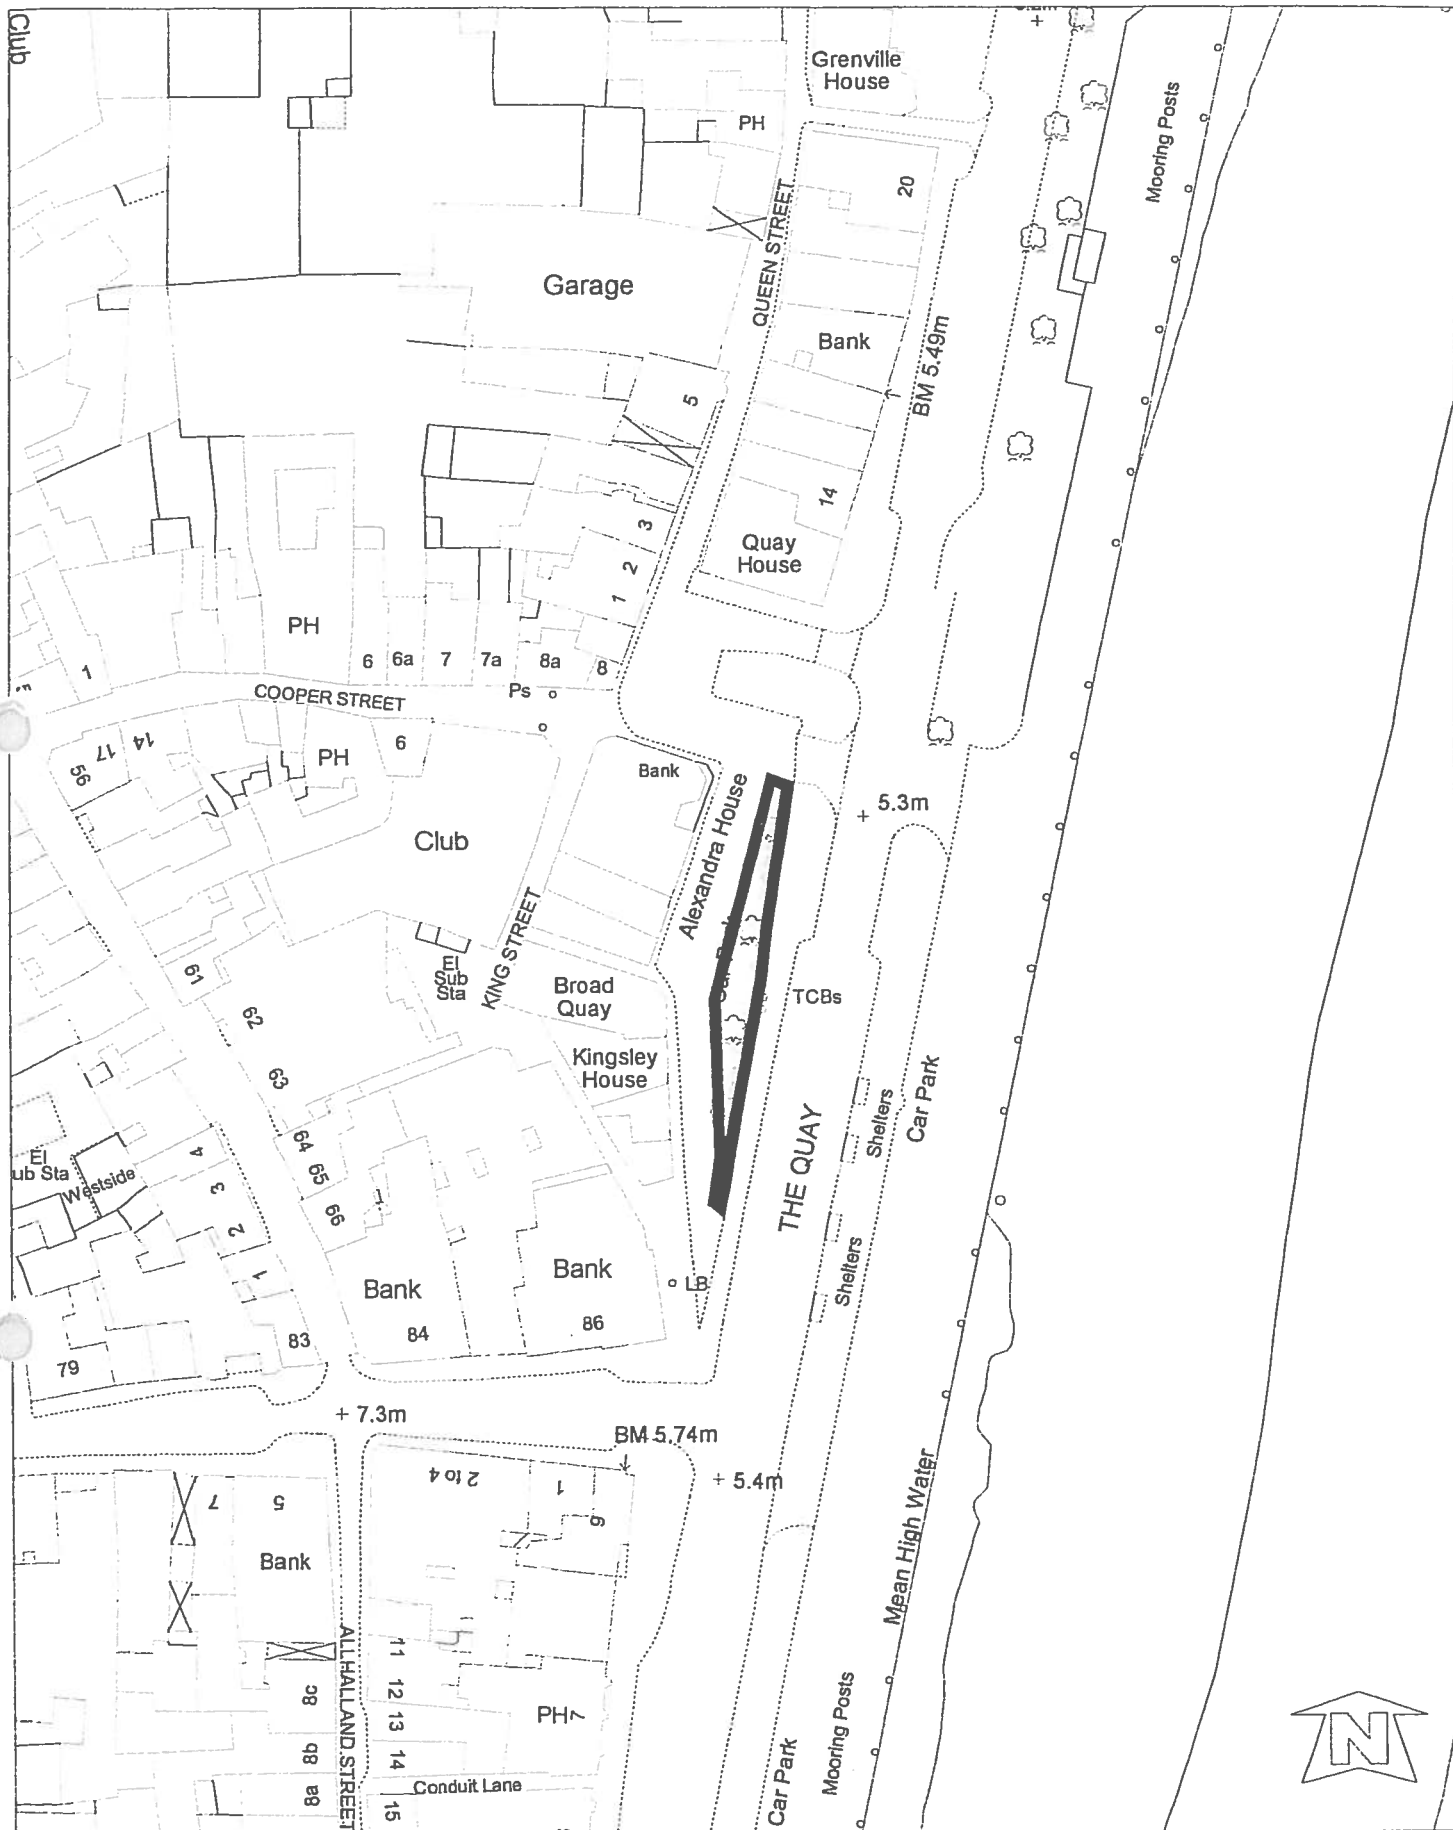 Club
Grenville
House
PH
20
Mooring Posts
QUEEN STREET
Garage
Bank
BM 5.49m
5
14
3
Quay
House
2
1
PH
6
6a
7
7a
8a
8
1
COOPER STREET
Ps
14
17
56
PH
6
Bank
Alexandra House
5.3m
Club
KING STREET
El
Sub
Sta
Broad
Quay
TCBs
61
62
Kingsley
House
63
Car Park
Shelters
THE QUAY
64
65
66
4
3
2
1
El
ub Sta
Westside
Bank
84
Bank
86
LB
Shelters
83
79
7.3m
BM 5.74m
5.4m
2 to 4
1
9
7
5
Bank
Mean High Water
ALLHALLAND STREET
11
12
13
14
15
8c
8b
8a
PH
7
Conduit Lane
Car Park
Mooring Posts
N